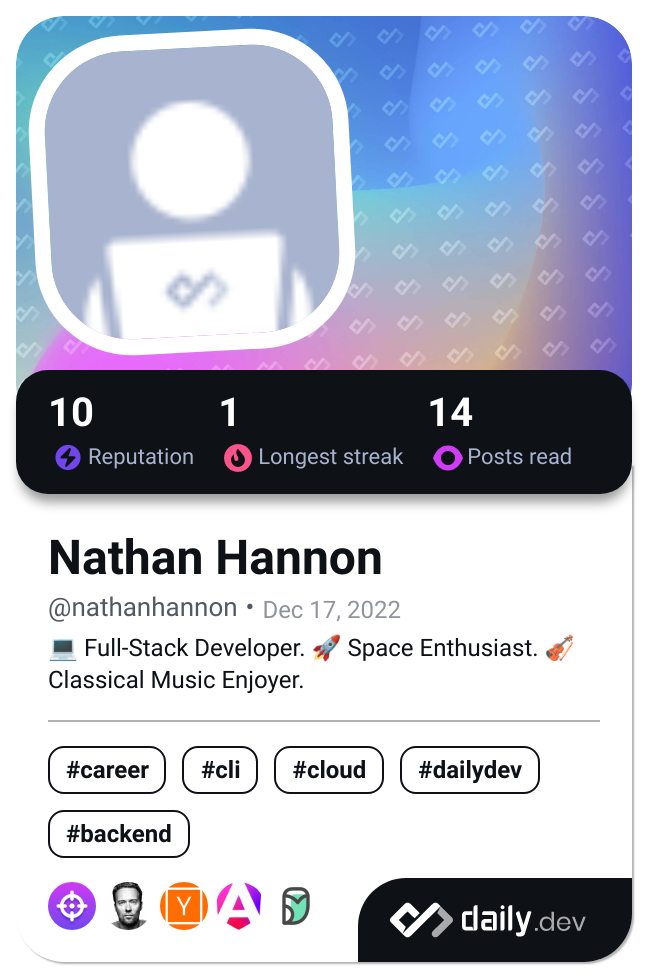 10 1 14
Reputation Longest streak Posts read
Nathan Hannon
@nathanhannon • Dec 17, 2022
💻 Full-Stack Developer. 🚀 Space Enthusiast. 🎻
Classical Music Enjoyer.
#career #cli #cloud #dailydev
#backend
Y
daily.dev